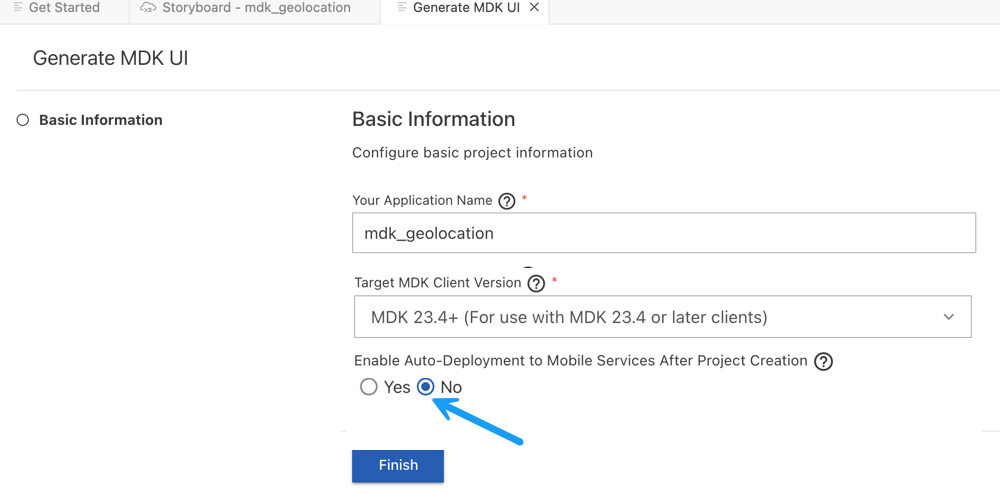 Get Started
Storyboard - mdk_geolocation
Generate MDK UI
Generate MDK UI
Basic Information
Basic Information
Configure basic project information
Your Application Name ? *
mdk_geolocation
Target MDK Client Version ? *
MDK 23.4+ (For use with MDK 23.4 or later clients)
Enable Auto-Deployment to Mobile Services After Project Creation ?
Yes No
Finish